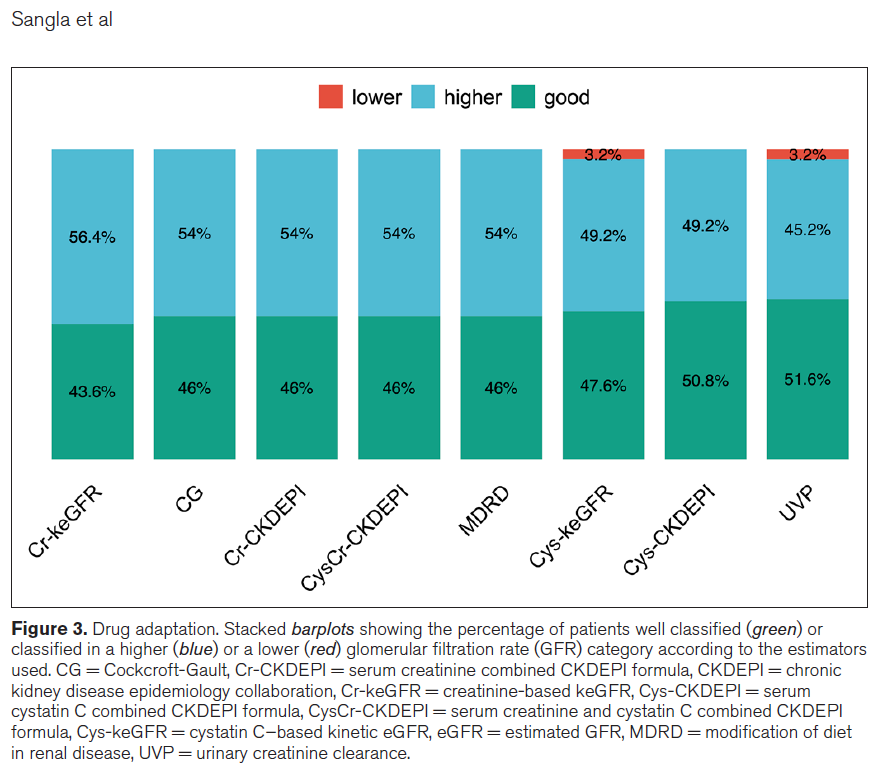 Sangla et al
lower higher good
3.2% 3.2%
56.4% 54% 54% 54% 54% 49.2% 49.2% 45.2%
43.6% 46% 46% 46% 46% 47.6% 50.8% 51.6%
Cr-keGFR CG Cr-CKDEPI CysCr-CKDEPI MDRD Cys-keGFR Cys-CKDEPI UVP
Figure 3. Drug adaptation. Stacked barplots showing the percentage of patients well classified (green) or
classified in a higher (blue) or a lower (red) glomerular filtration rate (GFR) category according to the estimators
used. CG = Cockcroft-Gault, Cr-CKDEPI = serum creatinine combined CKDEPI formula, CKDEPI = chronic
kidney disease epidemiology collaboration, Cr-keGFR = creatinine-based keGFR, Cys-CKDEPI = serum
cystatin C combined CKDEPI formula, CysCr-CKDEPI = serum creatinine and cystatin C combined CKDEPI
formula, Cys-keGFR = cystatin C–based kinetic eGFR, eGFR = estimated GFR, MDRD = modification of diet
in renal disease, UVP = urinary creatinine clearance.